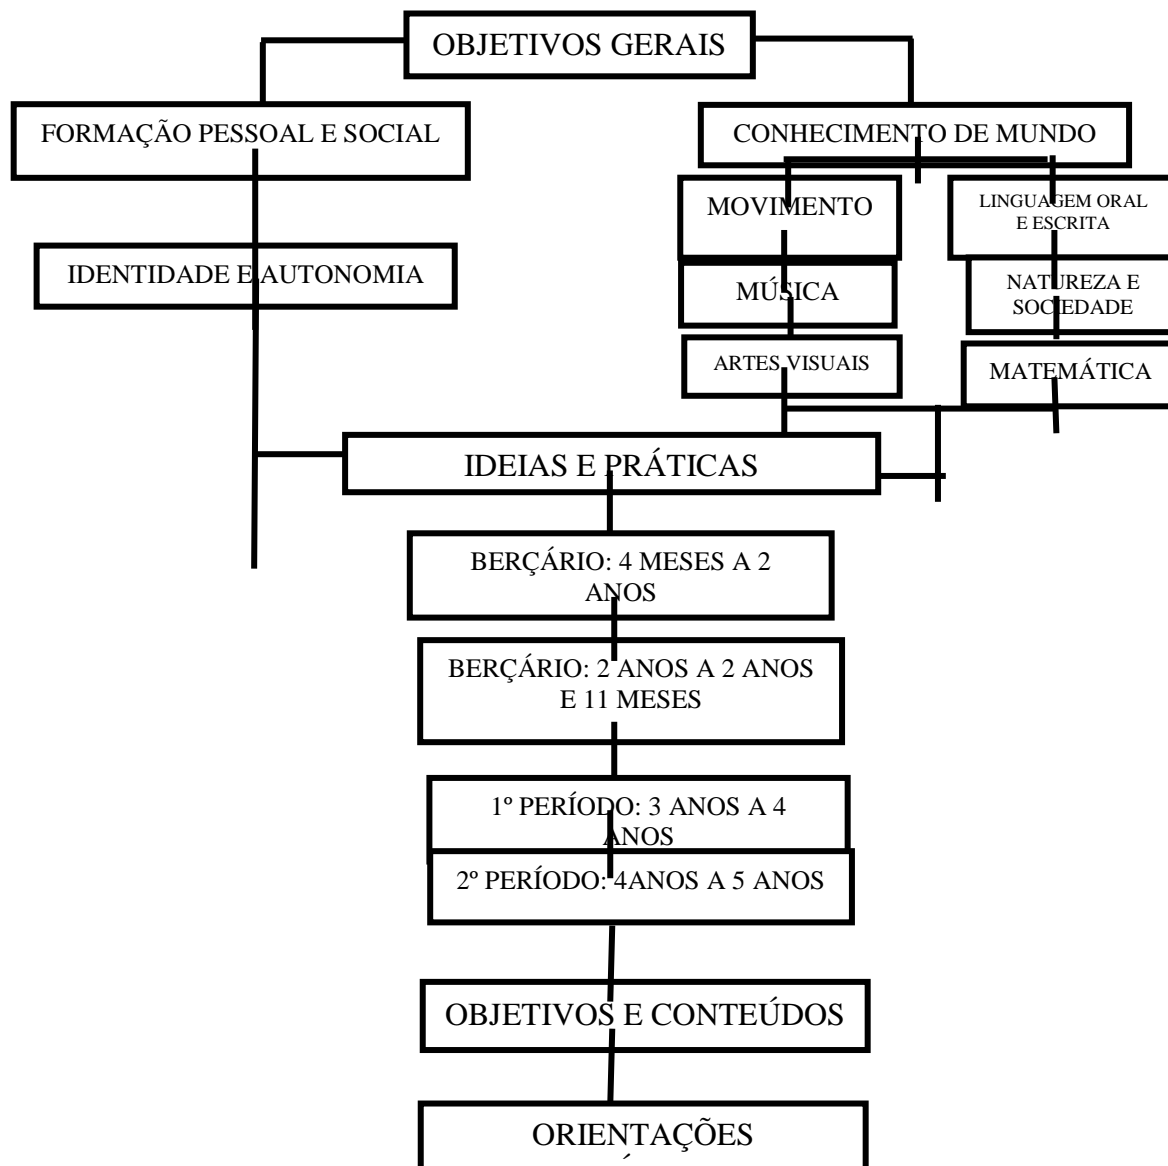 OBJETIVOS GERAIS
FORMAÇÃO PESSOAL E SOCIAL
CONHECIMENTO DE MUNDO
MOVIMENTO
LINGUAGEM ORAL
E ESCRITA
IDENTIDADE E AUTONOMIA
MÚSICA
NATUREZA E
SOCIEDADE
ARTES VISUAIS
MATEMÁTICA
IDEIAS E PRÁTICAS
BERÇÁRIO: 4 MESES A 2
ANOS
BERÇÁRIO: 2 ANOS A 2 ANOS
E 11 MESES
1º PERÍODO: 3 ANOS A 4
ANOS
2º PERÍODO: 4ANOS A 5 ANOS
OBJETIVOS E CONTEÚDOS
ORIENTAÇÕES